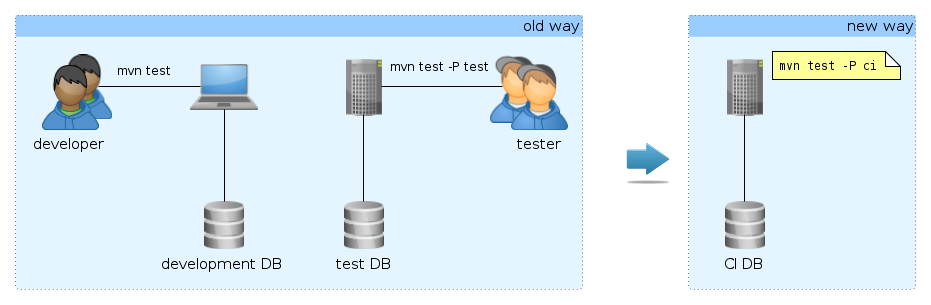 old way
new way
mvn test
mvn test -P test
mvn test -P ci
developer
tester
development DB
test DB
CI DB